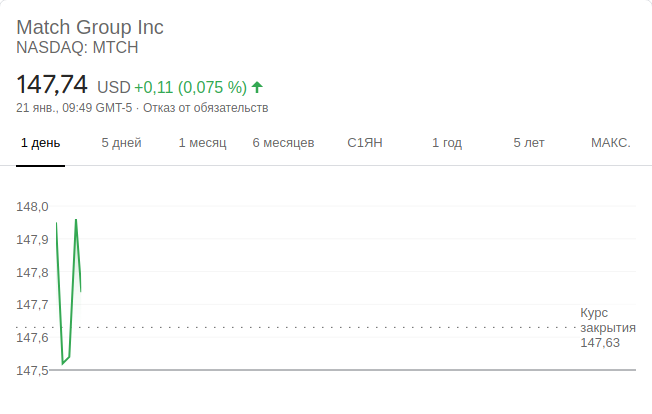 Match Group Inc
NASDAQ: MTCH
147,74 USD +0,11 (0,075 %)
21 янв., 09:49 GMT-5 · Отказ от обязательств
1 день 5 дней 1 месяц 6 месяцев С1ЯН 1 год 5 лет МАКС.
148,0
147,9
147,8
147,7
147,6
147,5
Курс
закрытия
147,63